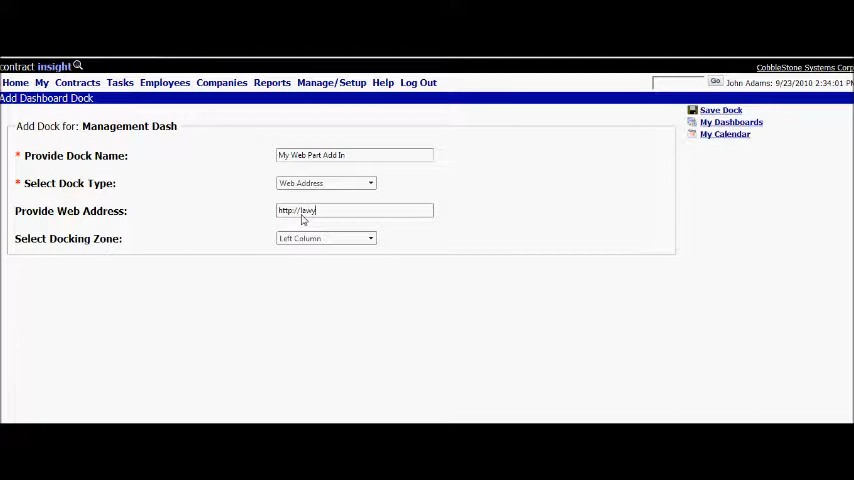 contract insight
CobbleStone Systems Corp
Home My Contracts Tasks Employees Companies Reports Manage/Setup Help Log Out
Go
John Adams: 9/23/2010 2:34:01 PM
Add Dashboard Dock
Save Dock
My Dashboards
My Calendar
Add Dock for: Management Dash
* Provide Dock Name: My Web Part Add In
* Select Dock Type: Web Address
Provide Web Address: http://lawy
Select Docking Zone: Left Column